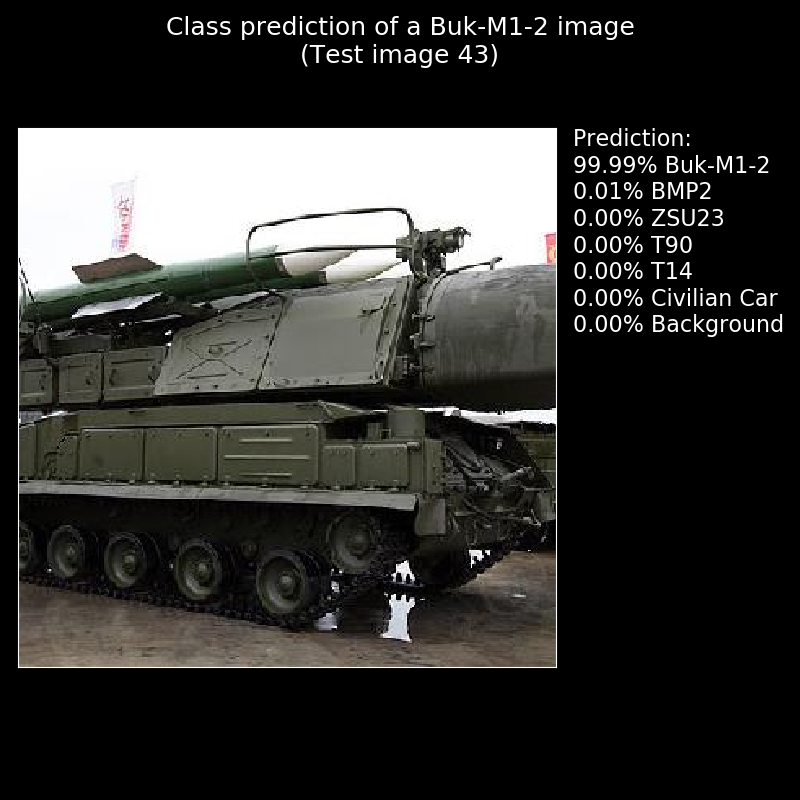 Class prediction of a Buk-M1-2 image
(Test image 43)
Prediction:
99.99% Buk-M1-2
0.01% BMP2
0.00% ZSU23
0.00% T90
0.00% T14
0.00% Civilian Car
0.00% Background